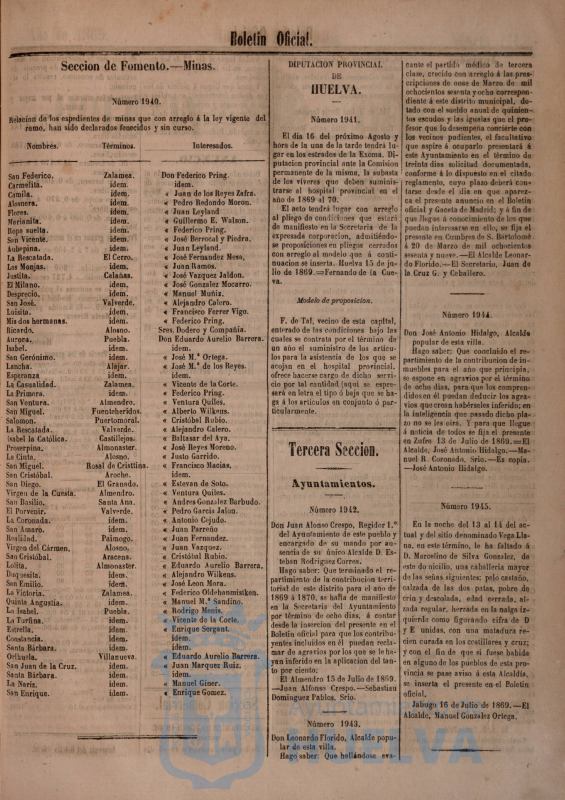 Boletin Oficial.
Seccion de Fomento.—Minas.
Número 1940.
Relacion de los espedientes de minas que con arreglo á la ley vigente del
ramo, han sido declarados fenecidos y sin curso.
Nombrés. Términos. Interesados.
San Federico. Zalamea. Don Federico Pring.
Carmelita. idem. idem.
Camila. idem. « Juan de los Reyes Zafra.
Alosnera. idem. « Pedro Redondo Moron.
Flores. idem. « Juan Leyland
Marianita. idem. « Guillermo E. Walson.
Ropa suelta. idem. « Federico Pring.
San Vicente. idem. « José Berrocal y Piedra.
Aubepina. idem. « Juan Leyland.
La Rescatada. El Cerro. « José Fernandez Mesa,
Los Monjas. idem. « Juan Ramos.
Justita. Calañas. « José Vazquez Jaldon.
El Milano. idem. « José Gonzalez Mocarro.
Desprecio. idem. « Manuel Muñiz.
San José. Valverde. « Alejandro Calero.
Luisita. idem. « Francisco Ferrer Vigo.
Mis dos hermanas. idem. « Federico Pring.
Ricardo. Alosno. Sres. Dodero y Compañia.
Aurora. Puebla. Don Eduardo Aurelio Barrera.
Isabel. idem. idem.
San Gerónimo. idem. « José M.ª Ortega.
Lancha. Alajar. « José M.ª de los Reyes.
Esperanza idem. idem.
La Casualidad. Zalamea. « Vicente de la Corte.
La Primera. idem. « Federico Pring.
San Ventura. Almendro. « Ventura Quiles.
San Miguel. Fuenteheridos. « Alberto Wilkens.
Salomon. Puertomoral. « Cristóbal Rubio.
La Rescatada. Valverde. « Alejandro Calero.
Isabel la Católica. Castillejos. « Baltasar del Aya.
Proserpina. Almonaster. « José Reyes Moreno.
La Cinta. Alosno. « Justo Garrido.
San Miguel. Rosal de Cristtina. « Francisco Macias.
San Cristóbal. Aroche. idem.
San Diego. El Granado. « Estevan de Soto.
Virgen de la Cuesta. Almendro. « Ventura Quiles.
San Basilio. Santa Ana. « Andres Gonzalez Barbudo.
El Porvenir. Valverde. « Pedro Garcia Jalon.
La Coronada. idem. « Antonio Cejudo.
San Amaro. idem. « Juan Parreño
Realidad. Paimogo. « Juan Fernandez.
Virgen del Cármen. Alosno, « Juan Vazquez.
San Cristóbal. Aracena. « Cristóbal Rubio.
Lolita, Almonaster. « Eduardo Aurelio Barrera,
Duquesita. idem. « Alejandro Wilkens.
San Emilio. idem. « José Leon Mora.
La Victoria. Zalamea. « Federico Oldehanmistken.
Quinta Angustia. idem. « Manuel M.ª Sandino.
La Isabel. Puebla. « Rodrigo Menis.
La Torfina. idem. « Vicente de la Corte.
Estrella. idem. « Enrique Sergant.
Constancia. idem. idem.
Santa Bárbara. idem. idem.
Orihuela. Villanueva. « Eduardo Aurelio Barrera.
San Juan de la Cruz. idem. « Juan Marquez Ruiz.
Santa Bárbara. idem. idem.
La Nariz. idem. « Manuel Giner.
San Enrique. idem. « Enrique Gomez.
DIPUTACION PROVINCIAL
DE
HUELVA.
Número 1941.
El dia 16 del próximo Agosto y
hora de la una de la tarde tendrá lugar
en los estrados de la Excma. Diputacion
provincial ante la Comision
permanente de la misma, la subasta
de los víveres que deben suministrarse
al hospital provincial en el
año de 1869 al 70.
El acto tendrá lugar con arreglo
al pliego de condiciones que estará
de manifiesto en la Secretaría de la
expresada corporacion, admitiéndose
proposiciones en pliegos cerrados
con arreglo al modelo que á continuacion
se inserta. Huelva 15 de julio
de 1869.=Fernando de la Cueva.
Modelo de proposicion.
F. de Tal, vecino de esta capital,
enterado de las condiciones bajo las
cuales se contrata por el término de
un año el suministro de los artículos
para la asistencia de los que se
acojan en el hospital provincial,
ofrece hacerse cargo de dicho servicio
por tal cantidad (aquí se espresará
en letra el tipo ó baja que se haga
á los artículos en conjunto ó particularmente.
Tercera Seccion.
Ayuntamientos.
Número 1942.
Don Juan Alonso Crespo, Regidor 1.º
del Ayuntamiento de este pueblo y
encargado de su mando por ausencia
de su único Alcalde D. Esteban
Rodriguez Correa.
Hago saber: Que terminado el repartimiento
de la contribucion territorial
de este distrito para el año de
1869 á 1870, se halla de manifiesto
en la Secretaría del Ayuntamiento
por término de ocho dias, á contar
desde la insercion del presente en el
Boletin oficial para que los contribuyentes
incluidos en él puedan reclamar
de agravios por los que se le hayan
inferido en la aplicacion del tanto
por ciento;
El Almendro 15 de Julio de 1869.
—Juan Alfonso Crespo.—Sebastian
Dominguez Pablos, Srio.
Número 1943.
Don Leonardo Florido, Alcalde popular
de esta villa.
Hago saber: Que hellándose vacante
el partido médico de tercera
clase, crecido con arreglo á las prescripciones
de once de Marzo de mil
ochocientos sesenta y ocho correspondiente
á este distrito municipal, dotado
con el sueldo anual de quinientos
escudos y las igualas que el profesor
que lo desempeña concierte con
los vecinos pudientes, el facultativo
que aspire á ocuparlo presentará á
este Ayuntamiento en el término de
treinta dias solicitud documentada,
conforme á lo dispuesto en el citado
reglamento, cuyo plazo deberá contarse
desde el dia en que aparezca
el presente anuncio en el Boletin
oficial y Gaceta de Madrid; y á fin de
que llegue á conocimiento de los que
puedan interesarse en ello, se fija el
presente en Cumbres de S. Bartolomé
á 20 de Marzo de mil ochocientos
sesenta y nueve.—El Alcalde Leonardo
Florido.—El Secretario, Juan de
la Cruz G. y Ceballero.
Número 1944.
Don José Antonio Hidalgo, Alcalde
popular de esta villa.
Hago saber: Que concluido el repartimiento
de la contribucion de inmuebles
para el año que principia,
se espone en agravios por el término
de ocho dias, para que los comprendidos
en él puedan deducir los agravios
que crean habérseles inferido; en
la inteligencia que pasado dicho plazo
no se les oirá. Y para que llegue
á noticia de todos se fija el presente
en Zufre 13 de Julio de 1869.—El
Alcalde, José Antonio Hidalgo.—Manuel
R. Coronado, Srio.—Es copia.
—José Antonio Hidalgo.
Número 1945.
En la noche del 13 al 14 del actual
y del sitio denominado Vega Llana,
en este término, le ha faltado á
D. Marcelino de Silva Gonzalez, de
este domicilio, una caballería mayor
de las señas siguientes: pelo castaño,
calzada de las dos patas, pobre de
crin y descolada, edad cerrada, alzada
regular, herrada en la nalga izquierda
como figurando cifra de D
y E unidas, con una matadura recien
curada en los costillares y cruz;
y con el fin de que si fuese habida
en alguno de los pueblos de esta provincia
se pase aviso á esta Alcaldía,
se inserta el presente en el Boletin
oficial.
Jabugo 16 de Julio de 1869.—El
Alcalde, Manuel Gonzalez Ortega.
Ayuntamiento
HUELVA